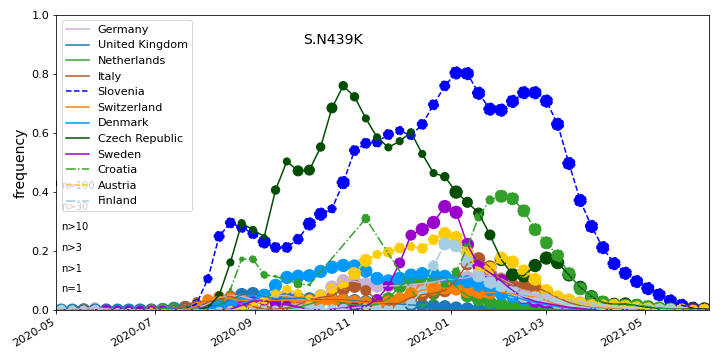 S.N439K
Germany
United Kingdom
Netherlands
Italy
Slovenia
Switzerland
Denmark
Czech Republic
Sweden
Croatia
Austria
Finland
n>100
n>30
n>10
n>3
n>1
n=1
frequency
1.0
0.8
0.6
0.4
0.2
0.0
2020-05
2020-07
2020-09
2020-11
2021-01
2021-03
2021-05